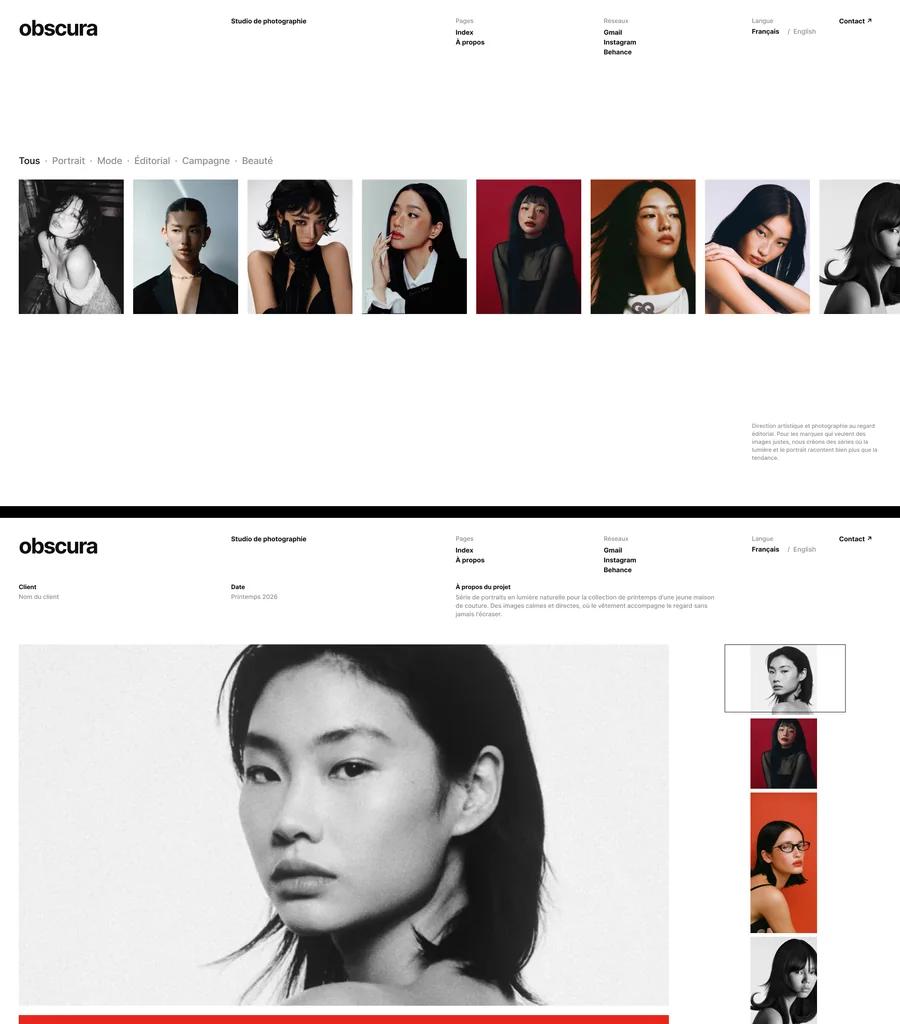 obscura
Studio de photographie
Pages
Index
À propos
Réseaux
Gmail
Instagram
Behance
Langue
Français / English
Contact ↗
Tous · Portrait · Mode · Éditorial · Campagne · Beauté
GQ
Direction artistique et photographie au regard
éditorial. Pour les marques qui veulent des
images justes, nous créons des séries où la
lumière et le portrait racontent bien plus que la
tendance.
obscura
Studio de photographie
Pages
Index
À propos
Réseaux
Gmail
Instagram
Behance
Langue
Français / English
Contact ↗
Client
Nom du client
Date
Printemps 2026
À propos du projet
Série de portraits en lumière naturelle pour la collection de printemps d'une jeune maison
de couture. Des images calmes et directes, où le vêtement accompagne le regard sans
jamais l'écraser.